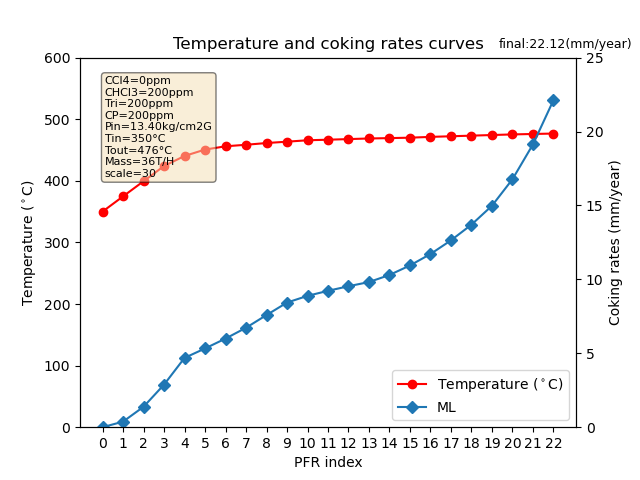 Temperature and coking rates curves
final:22.12(mm/year)
CCl4=0ppm
CHCl3=200ppm
Tri=200ppm
CP=200ppm
Pin=13.40kg/cm2G
Tin=350°C
Tout=476°C
Mass=36T/H
scale=30
600
500
400
300
200
100
0
Temperature (°C)
25
20
15
10
5
0
Coking rates (mm/year)
Temperature (°C)
ML
0 1 2 3 4 5 6 7 8 9 10 11 12 13 14 15 16 17 18 19 20 21 22
PFR index